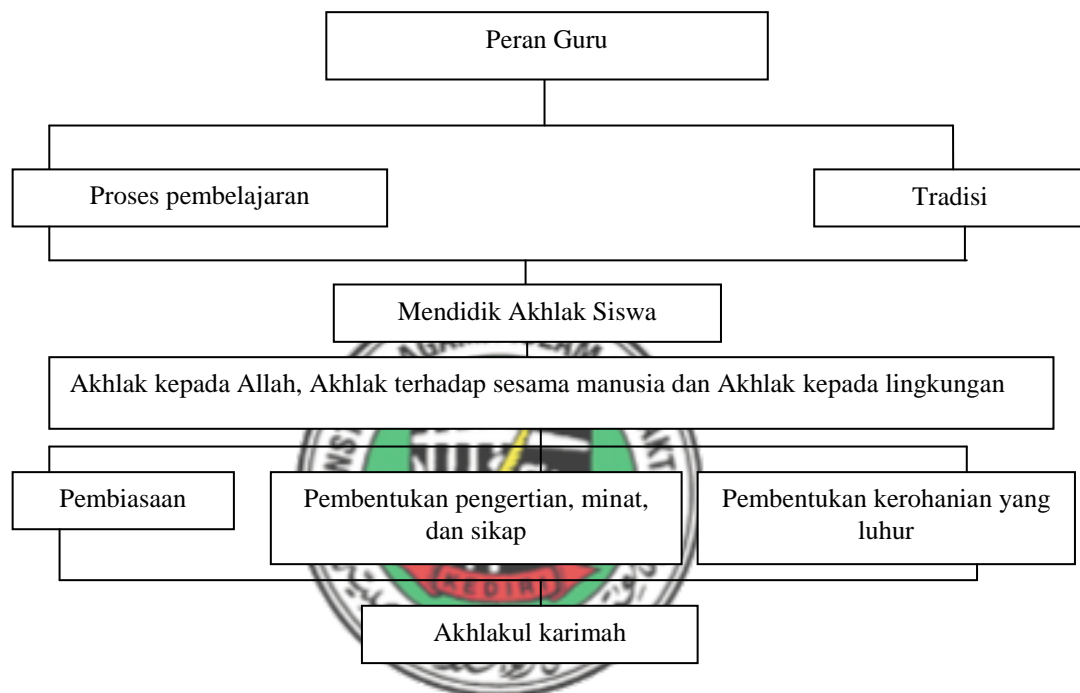 Peran Guru
Proses pembelajaran
Tradisi
Mendidik Akhlak Siswa
Akhlak kepada Allah, Akhlak terhadap sesama manusia dan Akhlak kepada lingkungan
Pembiasaan
Pembentukan pengertian, minat,
dan sikap
Pembentukan kerohanian yang
luhur
KEDIRI
Akhlakul karimah